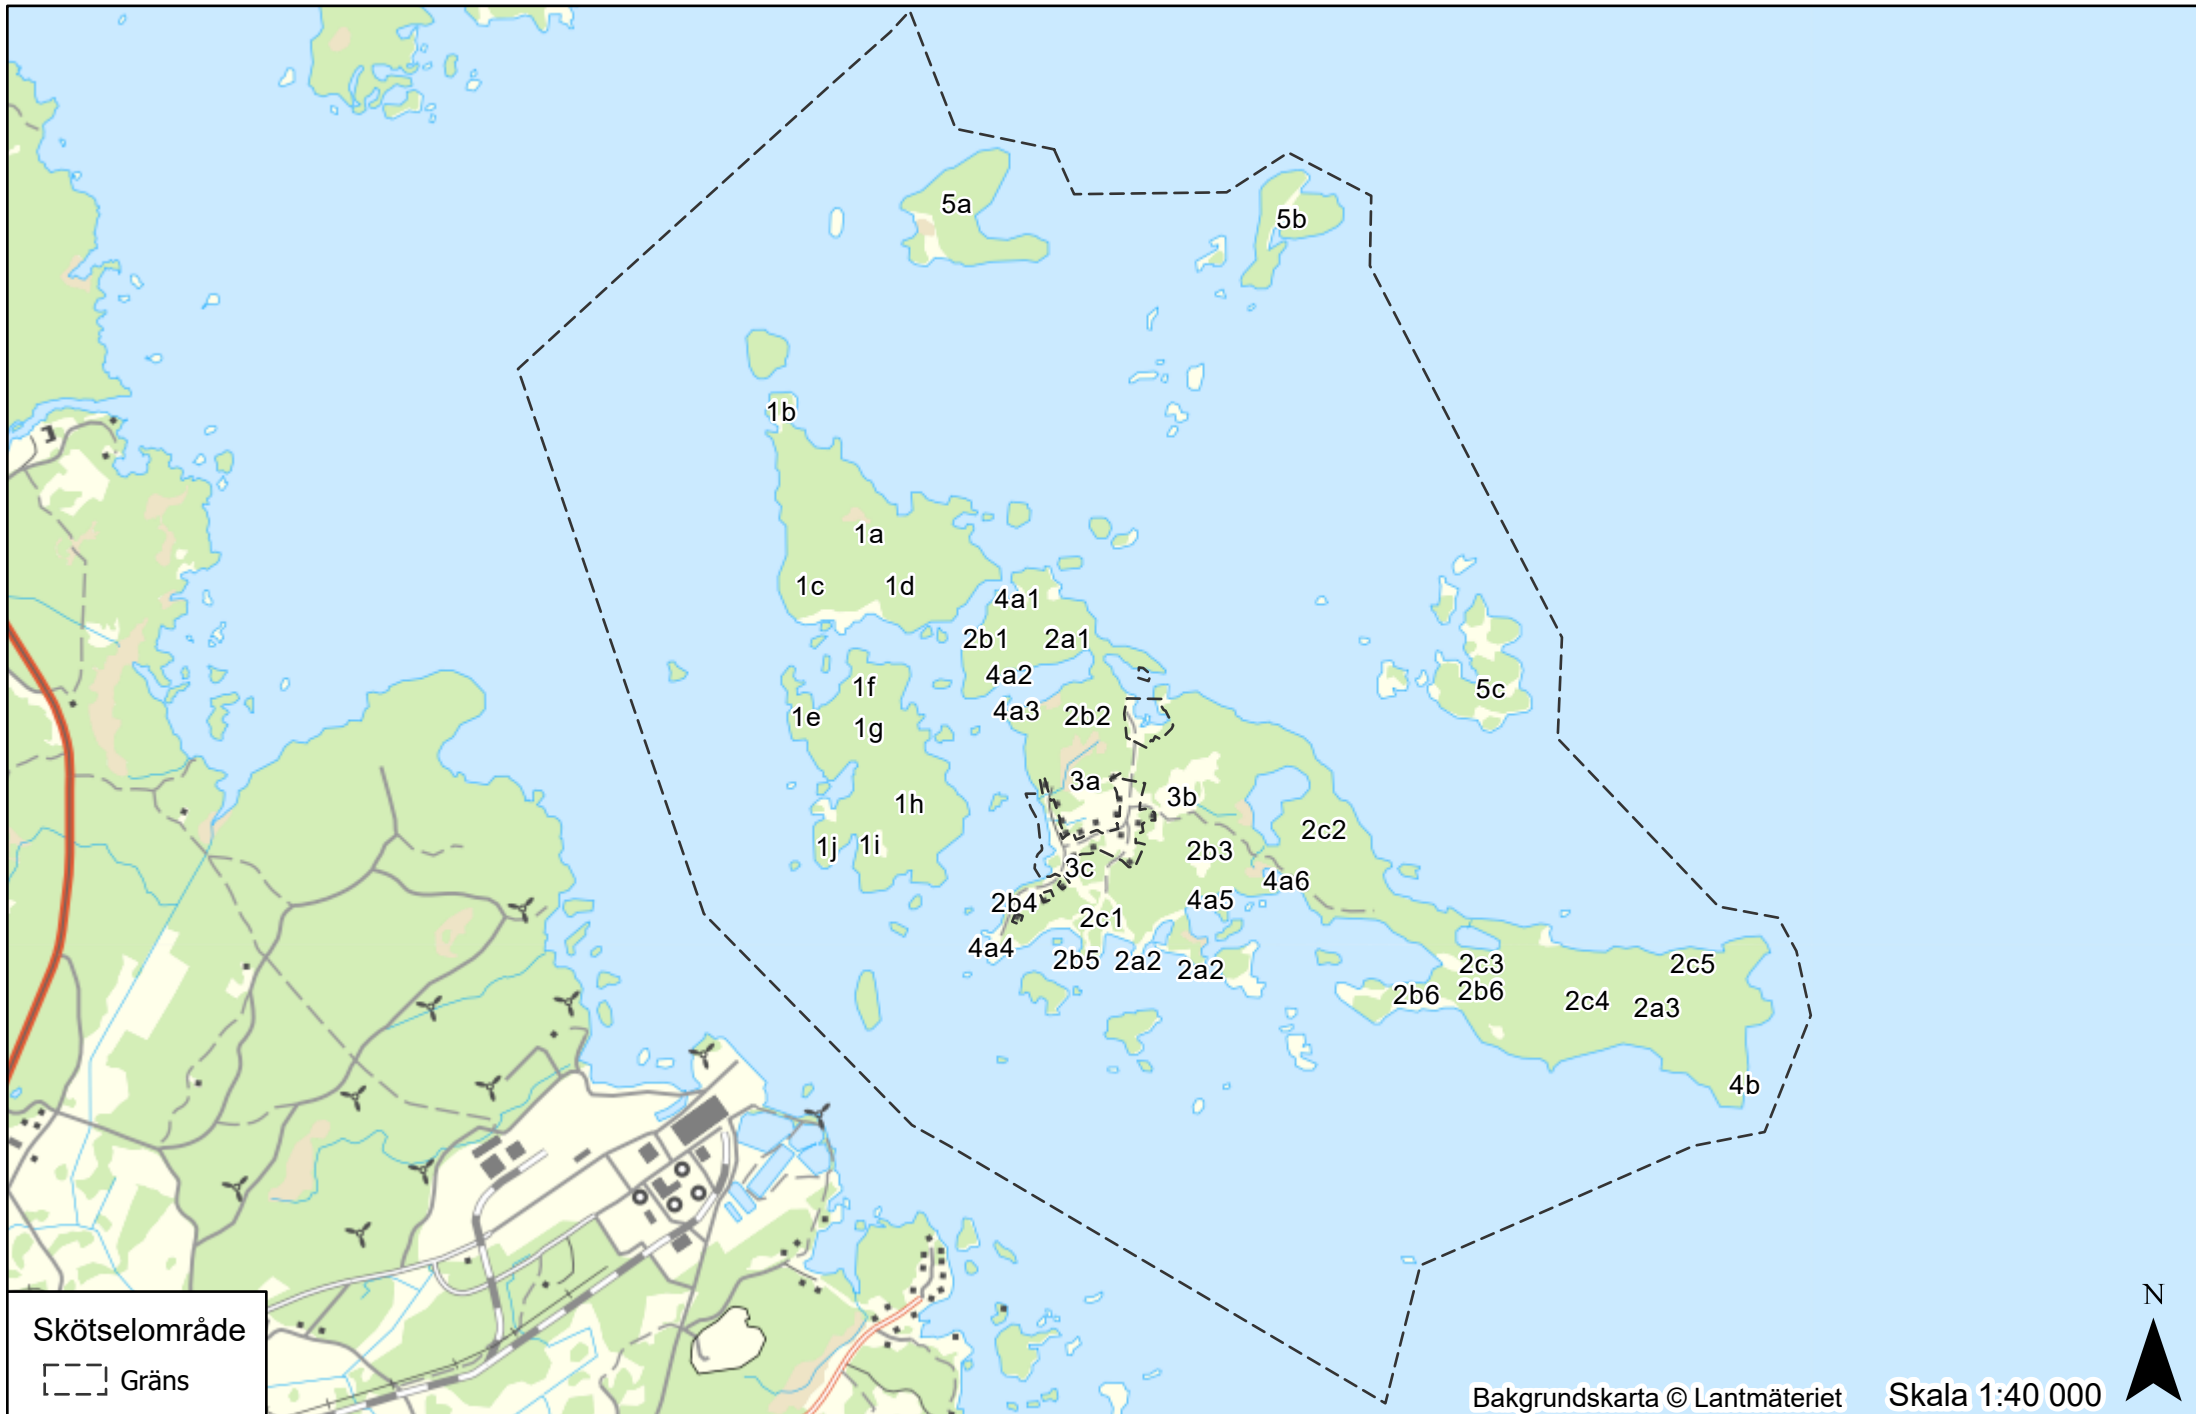 5a
5b
1b
1a
1c
1d
4a1
2b1
2a1
4a2
1f
5c
1e
4a3
2b2
1g
3a
3b
1h
2c2
1j
1i
2b3
3c
4a6
2b4
4a5
2c1
4a4
2b5
2a2
2a2
2c3
2c5
2b6
2b6
2c4
2a3
4b
N
Skötselområde
Gräns
Bakgrundskarta © Lantmäteriet
Skala 1:40 000